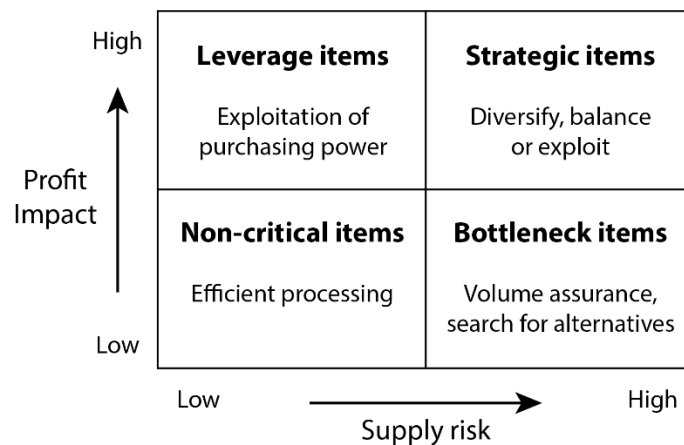 High
Leverage items
Strategic items
Exploitation of
purchasing power
Diversify, balance
or exploit
Profit
Impact
Non-critical items
Bottleneck items
Efficient processing
Volume assurance,
search for alternatives
Low
Low
High
Supply risk